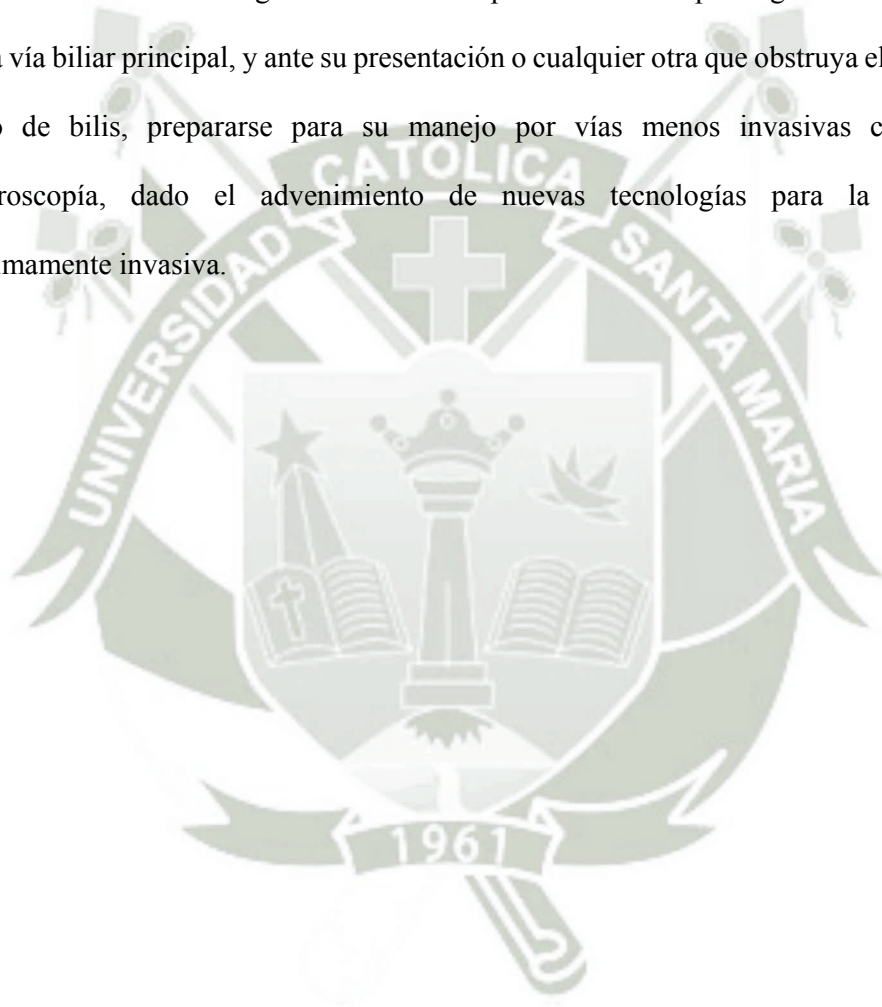 a vía biliar principal, y ante su presentación o cualquier otra que obstruya el
o de bilis, prepararse para su manejo por vías menos invasivas c
roscopía, dado el advenimiento de nuevas tecnologías para la
imamente invasiva.
UNIVERSIDAD CATOLICA SANTA MARIA
1961